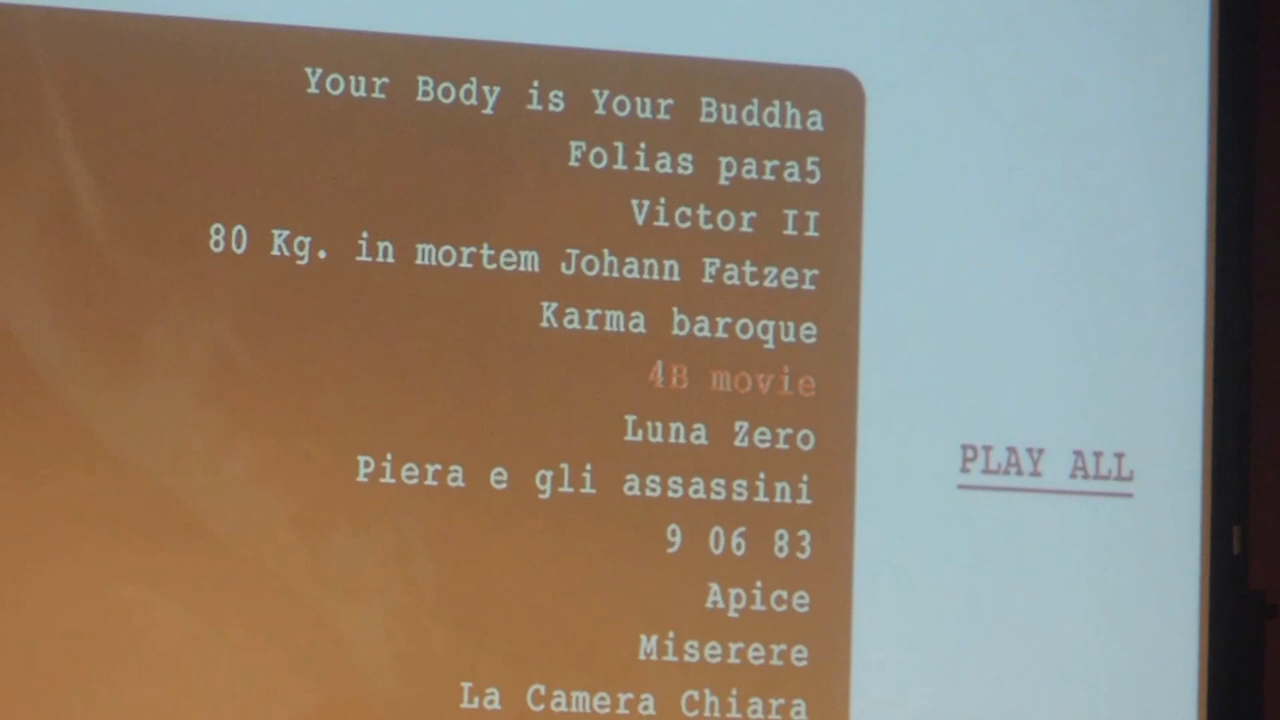 Your Body is Your Buddha
Folias para5
Victor II
80 Kg. in mortem Johann Fatzer
Karma baroque
4B movie
Luna Zero
Piera e gli assassini
9 06 83
Apice
Miserere
La Camera Chiara
PLAY ALL